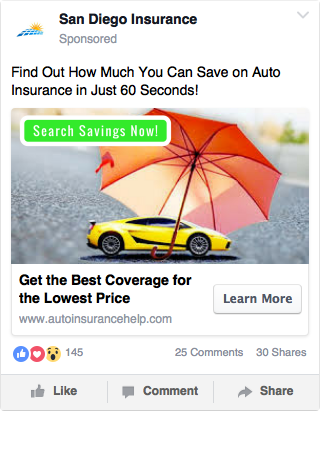 San Diego Insurance
Sponsored
Find Out How Much You Can Save on Auto
Insurance in Just 60 Seconds!
Search Savings Now!
Get the Best Coverage for
the Lowest Price
Learn More
www.autoinsurancehelp.com
145
25 Comments
30 Shares
Like
Comment
Share